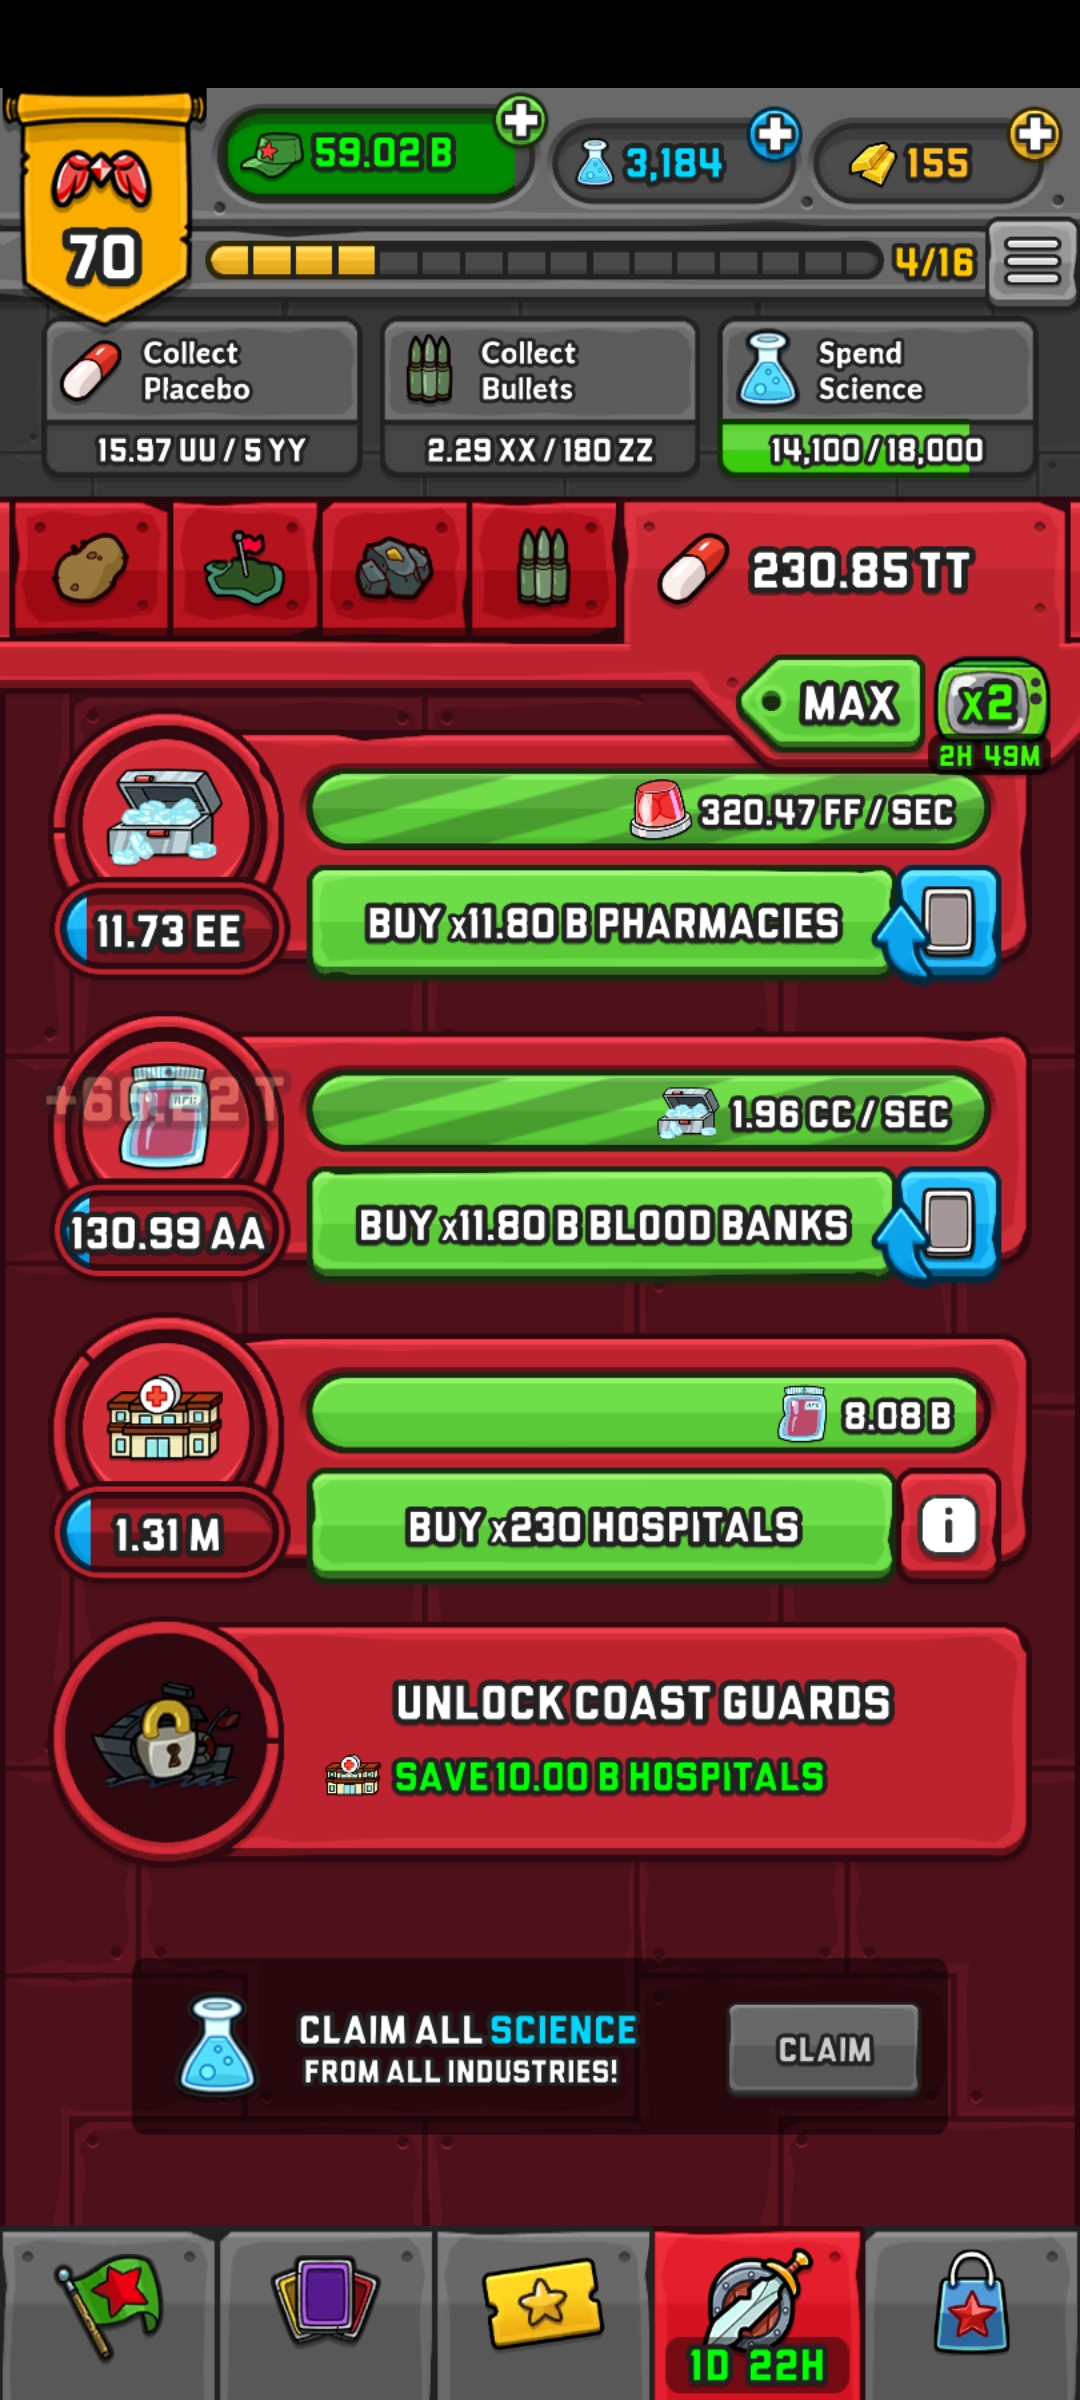 70
59.02 B
3,184
155
4/16
Collect
Placebo
15.97 UU / 5 YY
Collect
Bullets
2.29 XX / 180 ZZ
Spend
Science
14,100 / 18,000
230.85 TT
MAX
x2
2H 49M
320.47 FF / SEC
11.73 EE
BUY x11.80 B PHARMACIES
+60.22 T
1.96 CC / SEC
130.99 AA
BUY x11.80 B BLOOD BANKS
8.08 B
1.31 M
BUY x230 HOSPITALS
i
UNLOCK COAST GUARDS
SAVE 10.00 B HOSPITALS
CLAIM ALL SCIENCE
FROM ALL INDUSTRIES!
CLAIM
1D 22H